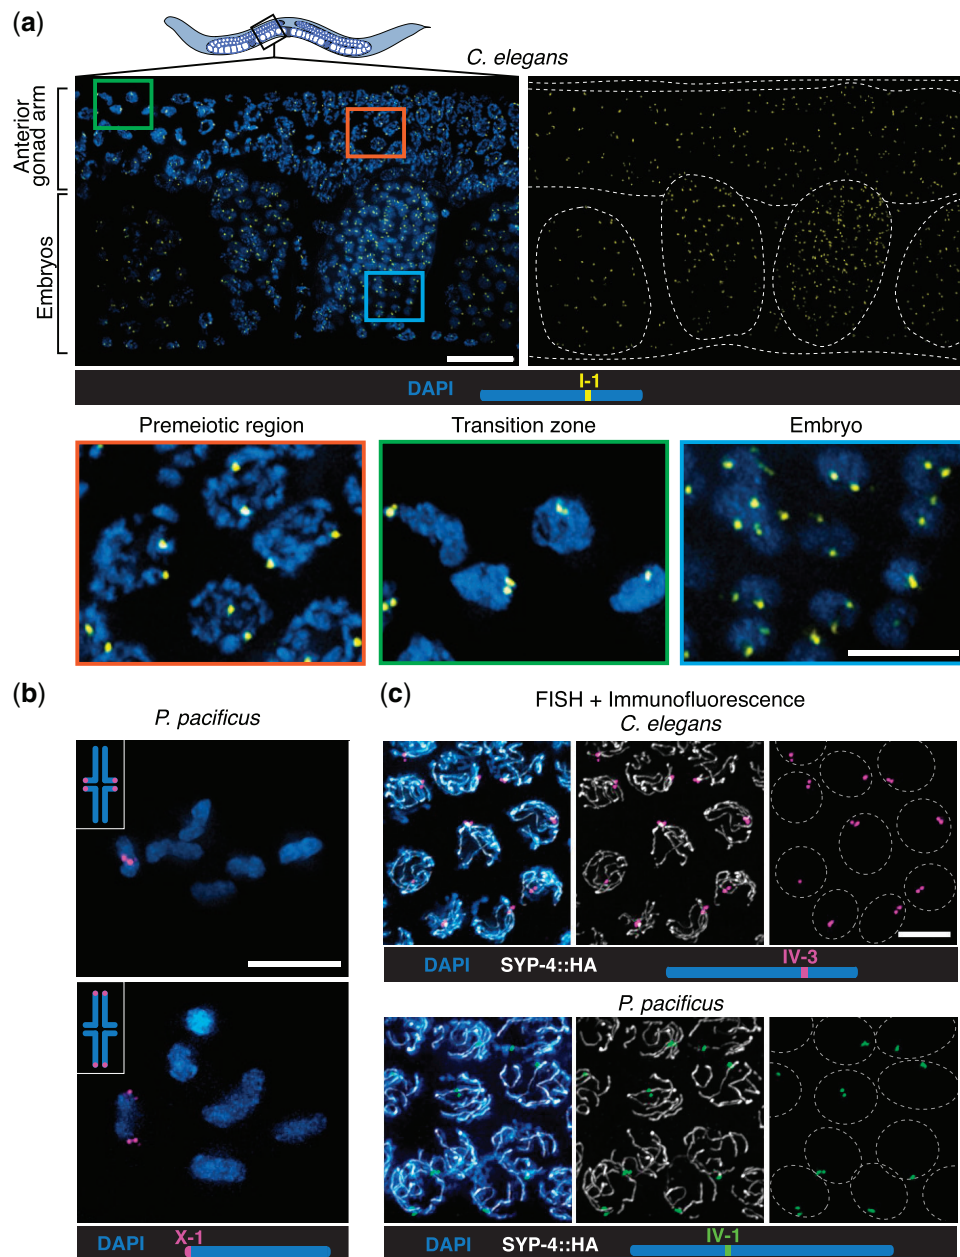 (a)
C. elegans
Anterior
gonad arm
Embryos
DAPI I-1
Premeiotic region
Transition zone
Embryo
(b)
P. pacificus
DAPI X-1
(c)
FISH + Immunofluorescence
C. elegans
DAPI SYP-4::HA IV-3
P. pacificus
DAPI SYP-4::HA IV-1